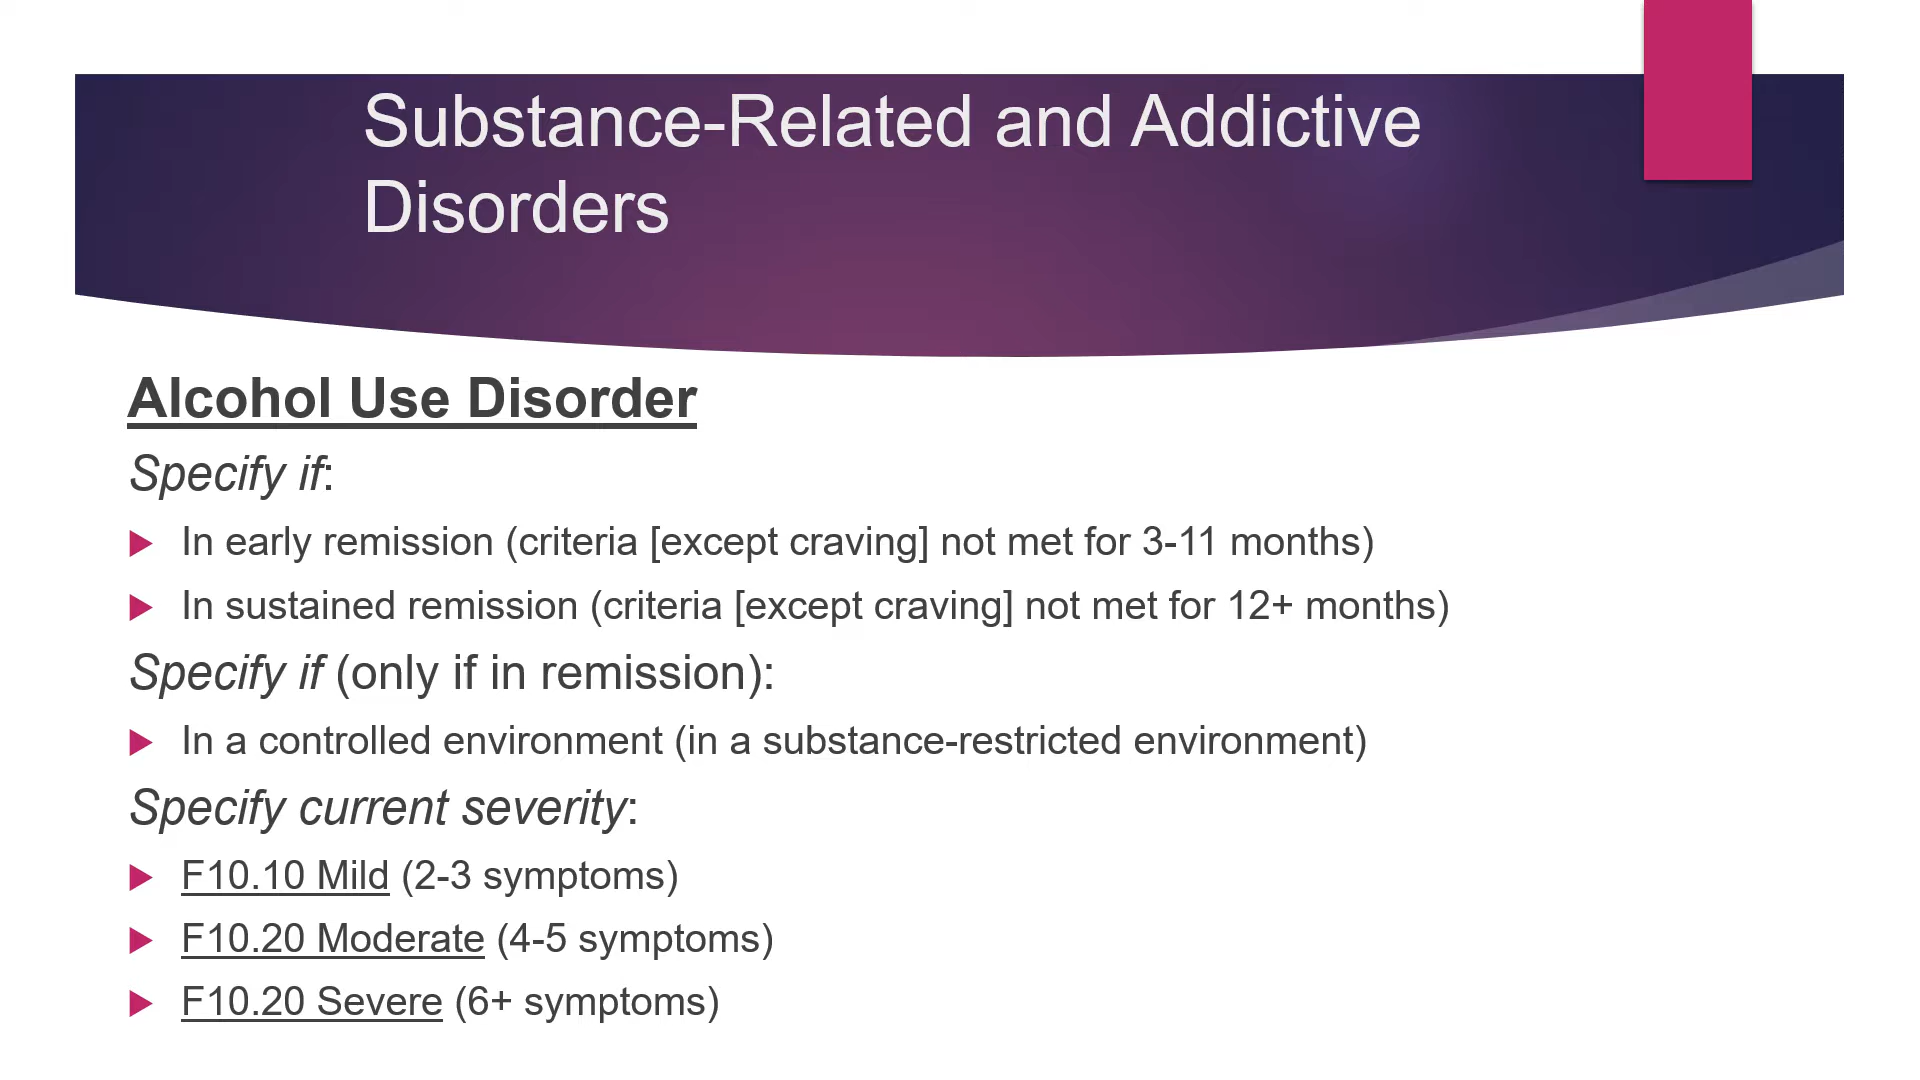 Substance-Related and Addictive
Disorders
Alcohol Use Disorder
Specify if:
In early remission (criteria [except craving] not met for 3-11 months)
In sustained remission (criteria [except craving] not met for 12+ months)
Specify if (only if in remission):
In a controlled environment (in a substance-restricted environment)
Specify current severity:
F10.10 Mild (2-3 symptoms)
F10.20 Moderate (4-5 symptoms)
F10.20 Severe (6+ symptoms)